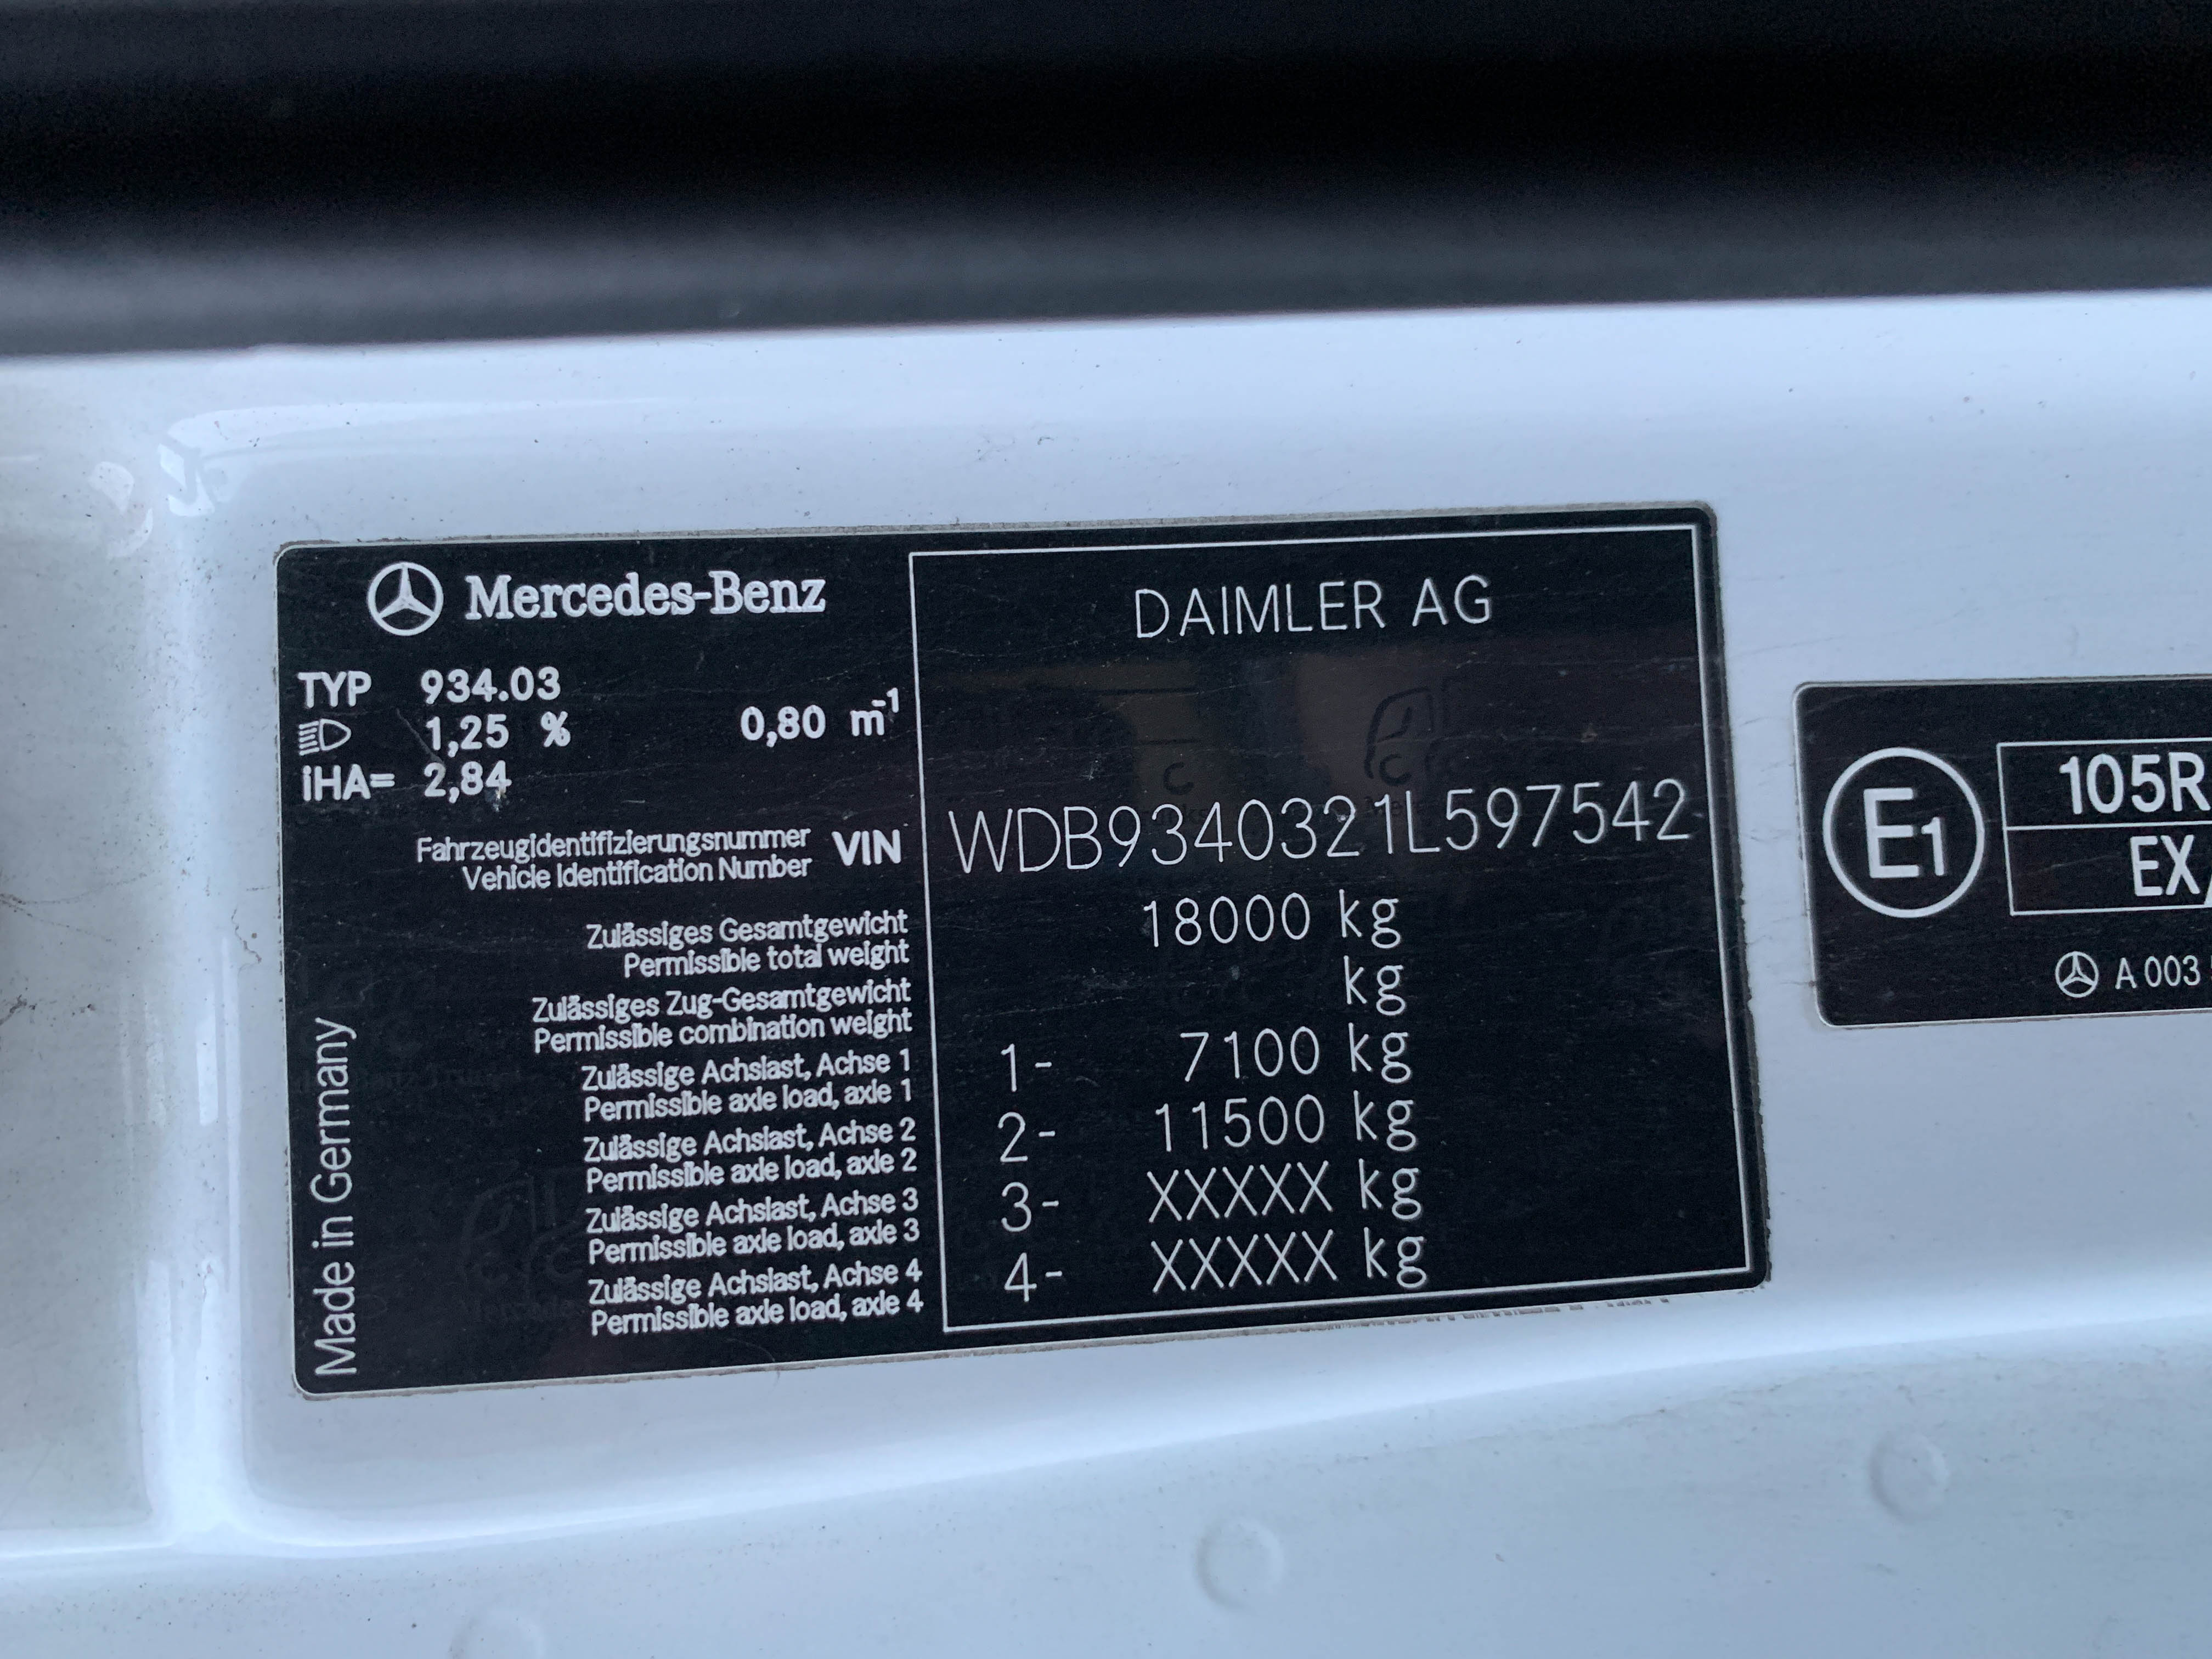 Mercedes-Benz
TYP 934.03
1,25 % 0,80 m⁻¹
iHA= 2,84
Fahrzeugidentifizierungsnummer
Vehicle Identification Number
VIN
Zulässiges Gesamtgewicht
Permissible total weight
Zulässiges Zug-Gesamtgewicht
Permissible combination weight
Zulässige Achslast, Achse 1
Permissible axle load, axle 1
Zulässige Achslast, Achse 2
Permissible axle load, axle 2
Zulässige Achslast, Achse 3
Permissible axle load, axle 3
Zulässige Achslast, Achse 4
Permissible axle load, axle 4
Made in Germany
DAIMLER AG
WDB9340321L597542
18000 kg
kg
1- 7100 kg
2- 11500 kg
3- XXXXX kg
4- XXXXX kg
E1
105R
EX/
A 003